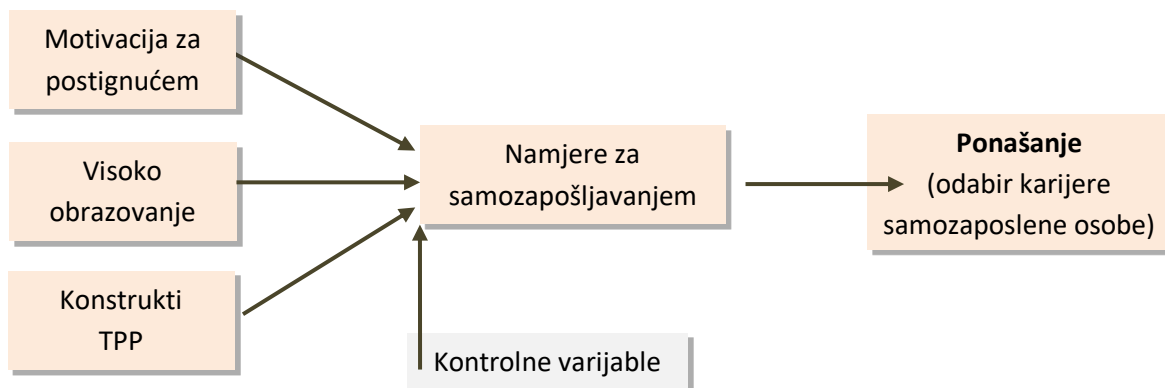 Motivacija za
postignućem
Visoko
obrazovanje
Konstrukti
TPP
Namjere za
samozapošljavanjem
Kontrolne varijable
Ponašanje
(odabir karijere
samozaposlene osobe)